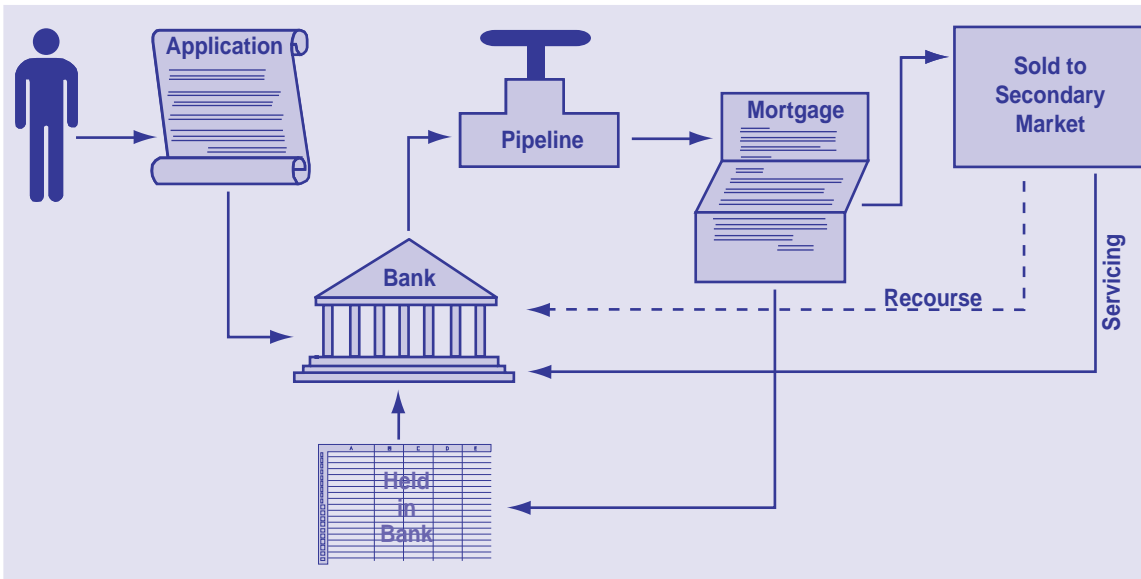 Application
Pipeline
Mortgage
Sold to
Secondary
Market
Bank
Recourse
Servicing
A B C D E
Held
in
Bank